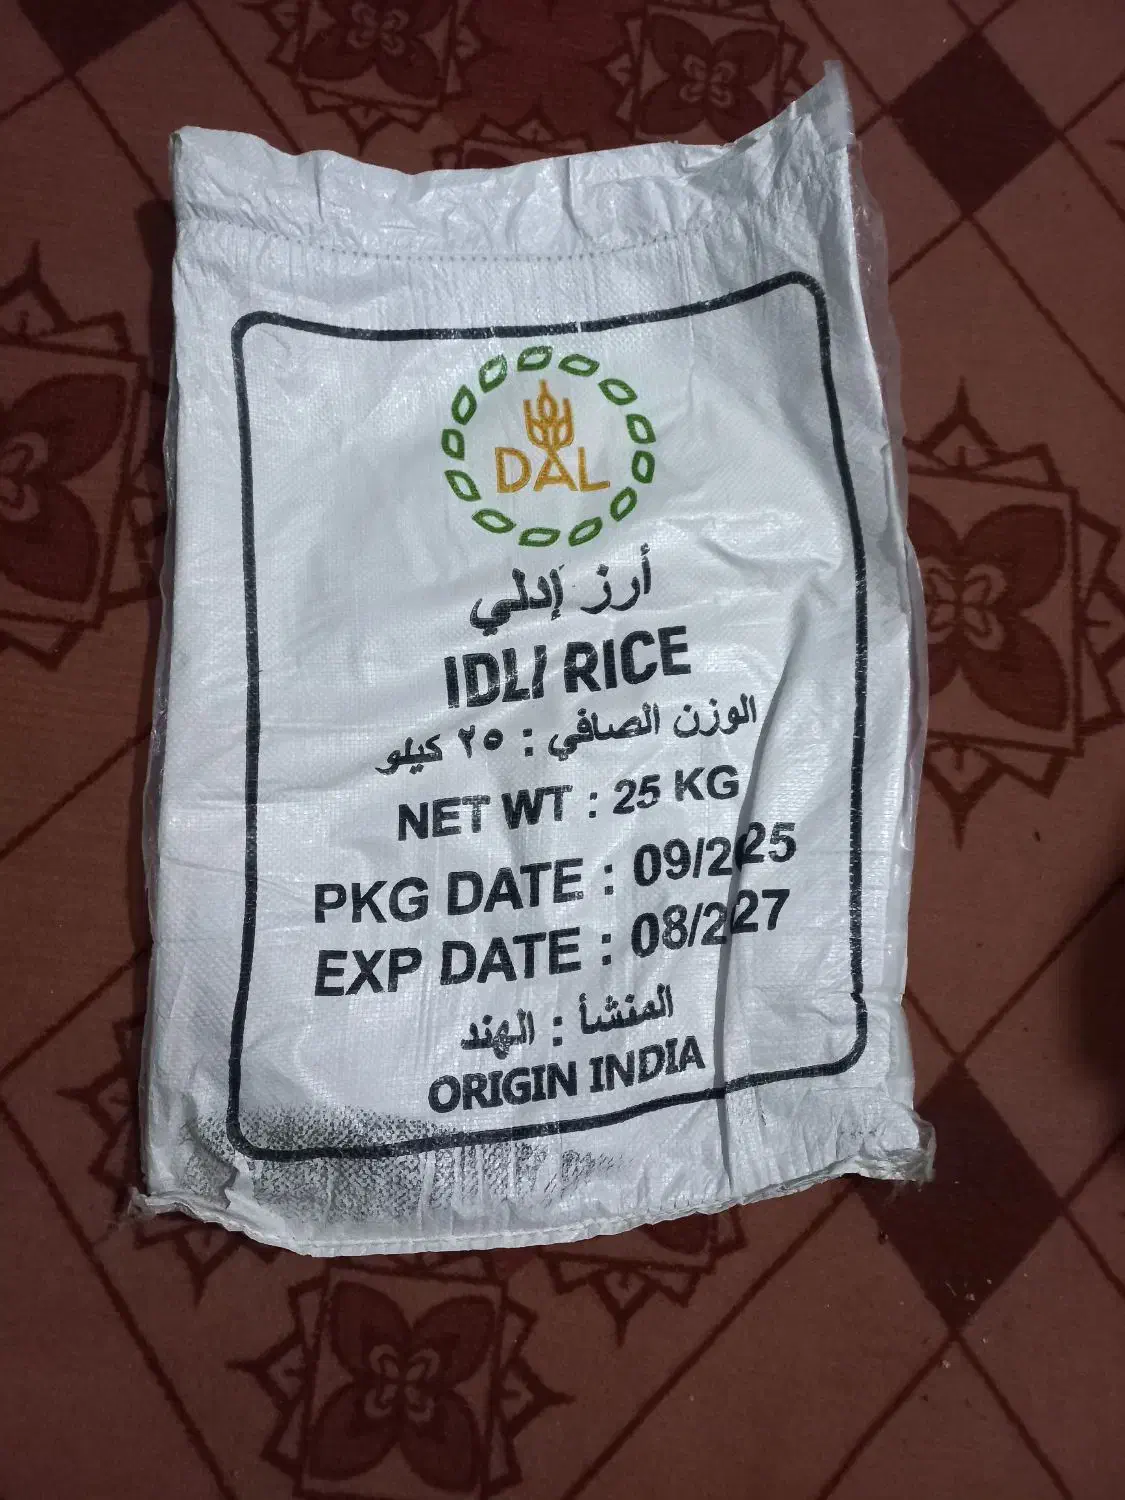 DAL
أرز إدلي
IDLI RICE
الوزن الصافي : ٢٥ كيلو
NET WT : 25 KG
PKG DATE : 09/2025
EXP DATE : 08/2027
المنشأ : الهند
ORIGIN INDIA